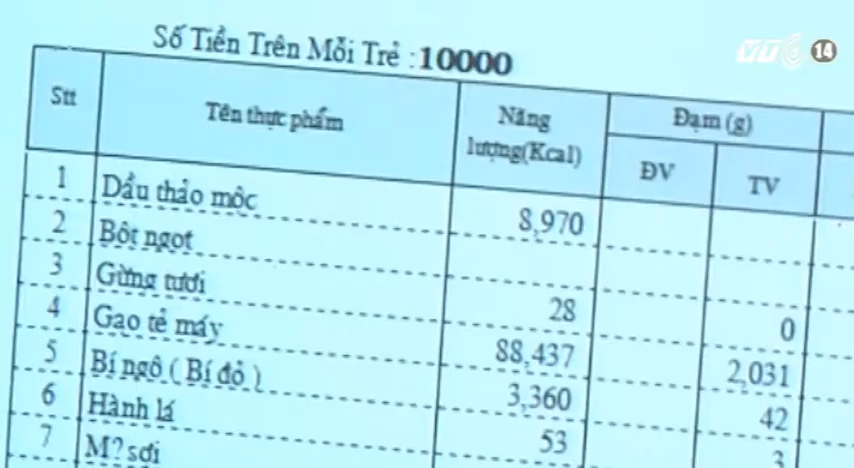 VTC 14
Số Tiền Trên Mỗi Trẻ :10000
Stt Tên thực phẩm Năng lượng(Kcal) Đạm (g)
ĐV TV
1 Dầu thảo mộc 8,970
2 Bột ngọt
3 Gừng tươi 28 0
4 Gạo tẻ máy 88,437 2,031
5 Bí ngô ( Bí đỏ ) 3,360 42
6 Hành lá 53 3
7 M? sợi